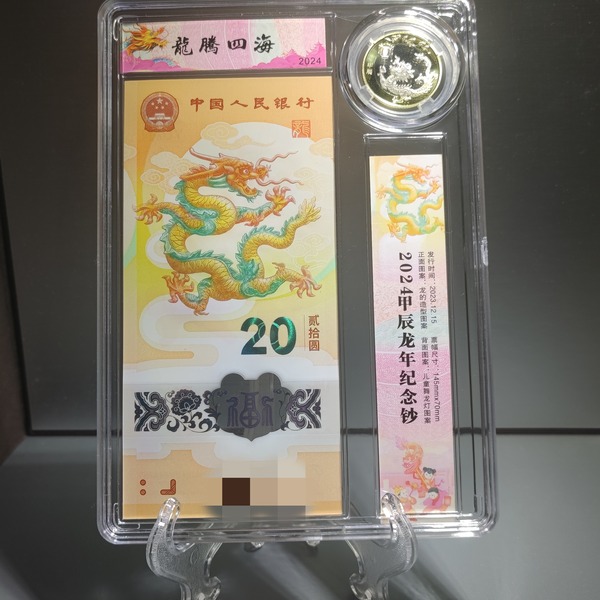 龍騰四海
2024
中国人民银行
20
贰拾圆
福
2024甲辰龙年纪念钞
发行时间：2023.12.15 票幅尺寸：145mmx70mm
正面图案：龙的造型图案 背面图案：儿童舞龙灯图案